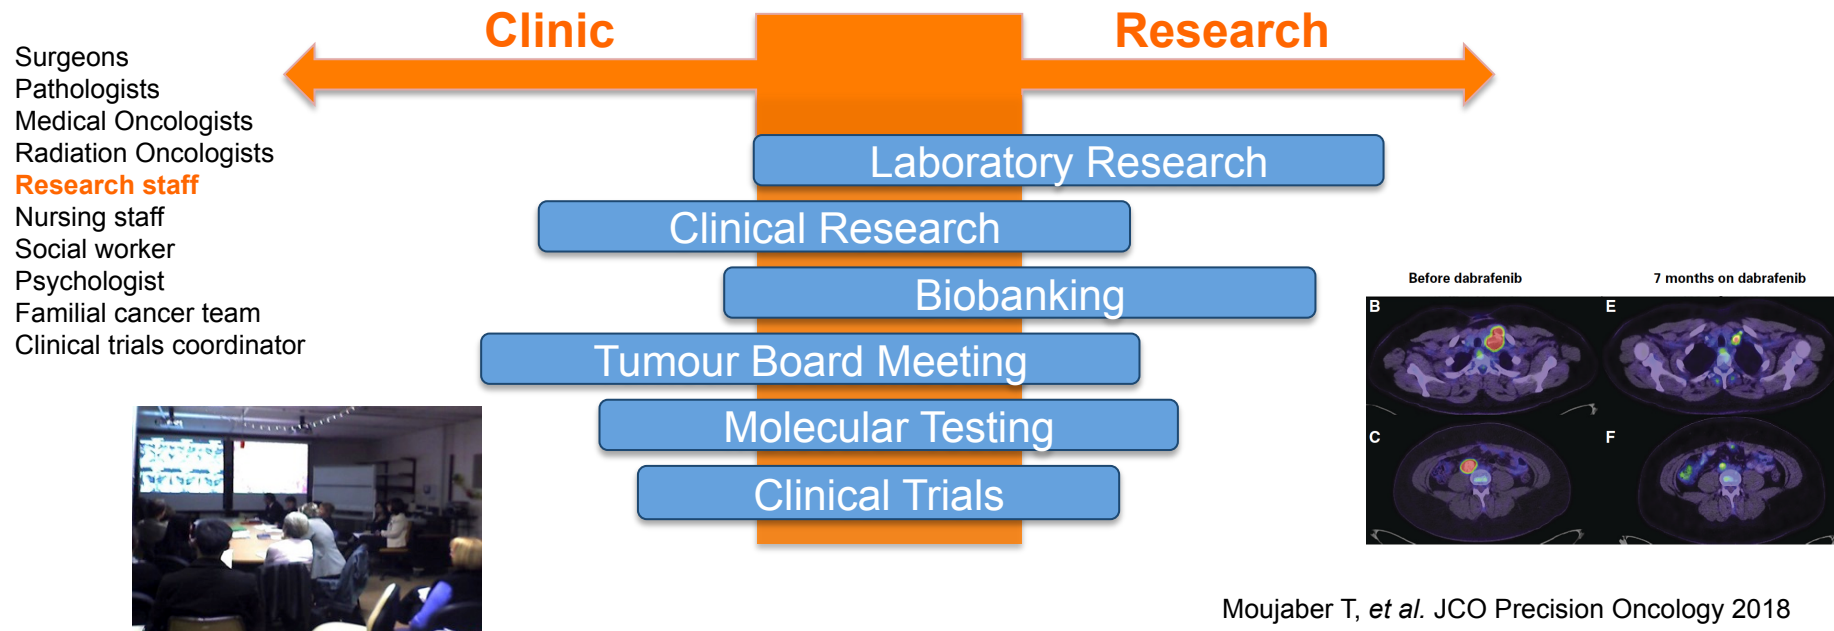 Clinic
Research
Surgeons
Pathologists
Medical Oncologists
Radiation Oncologists
Research staff
Nursing staff
Social worker
Psychologist
Familial cancer team
Clinical trials coordinator
Laboratory Research
Clinical Research
Biobanking
Tumour Board Meeting
Molecular Testing
Clinical Trials
Before dabrafenib
7 months on dabrafenib
B
E
C
F
Moujaber T, et al. JCO Precision Oncology 2018